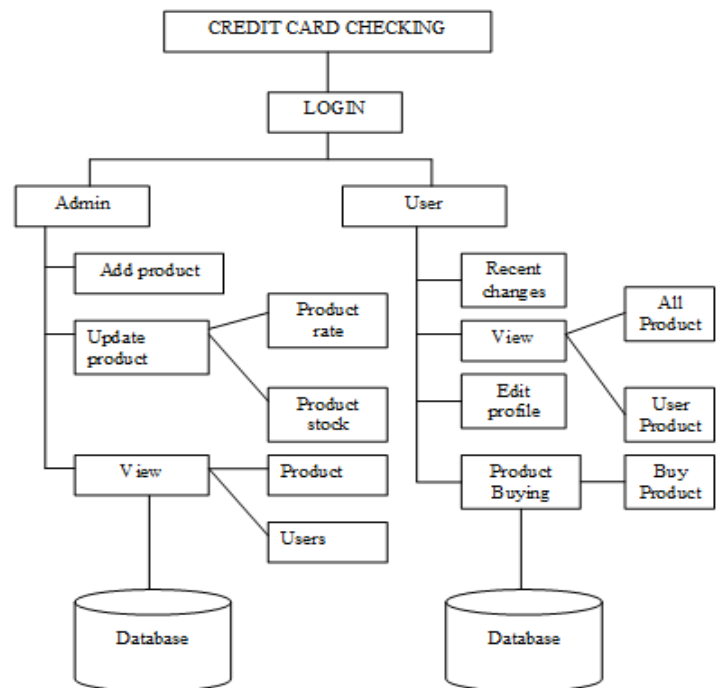 CREDIT CARD CHECKING
LOGIN
Admin
User
Add product
Update
product
Product
rate
Product
stock
View
Product
Users
Database
Recent
changes
View
All
Product
User
Product
Edit
profile
Product
Buying
Buy
Product
Database